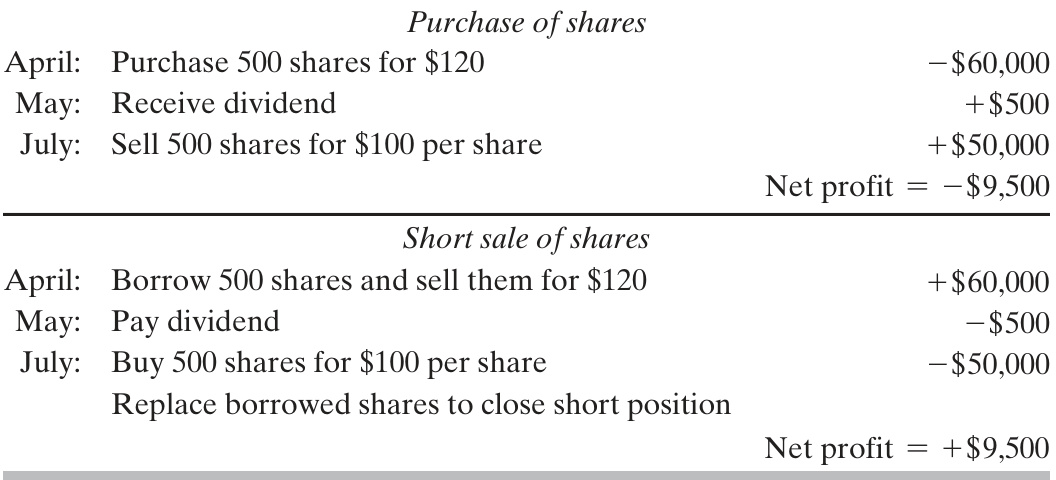 Purchase of shares
April: Purchase 500 shares for $120 −$60,000
May: Receive dividend +$500
July: Sell 500 shares for $100 per share +$50,000
Net profit = −$9,500
Short sale of shares
April: Borrow 500 shares and sell them for $120 +$60,000
May: Pay dividend −$500
July: Buy 500 shares for $100 per share −$50,000
Replace borrowed shares to close short position
Net profit = +$9,500